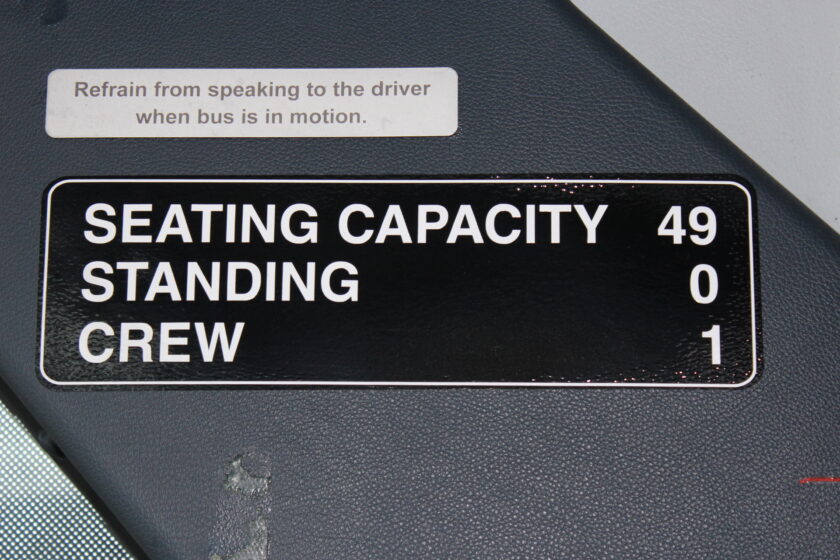 Refrain from speaking to the driver
when bus is in motion.
SEATING CAPACITY 49
STANDING 0
CREW 1